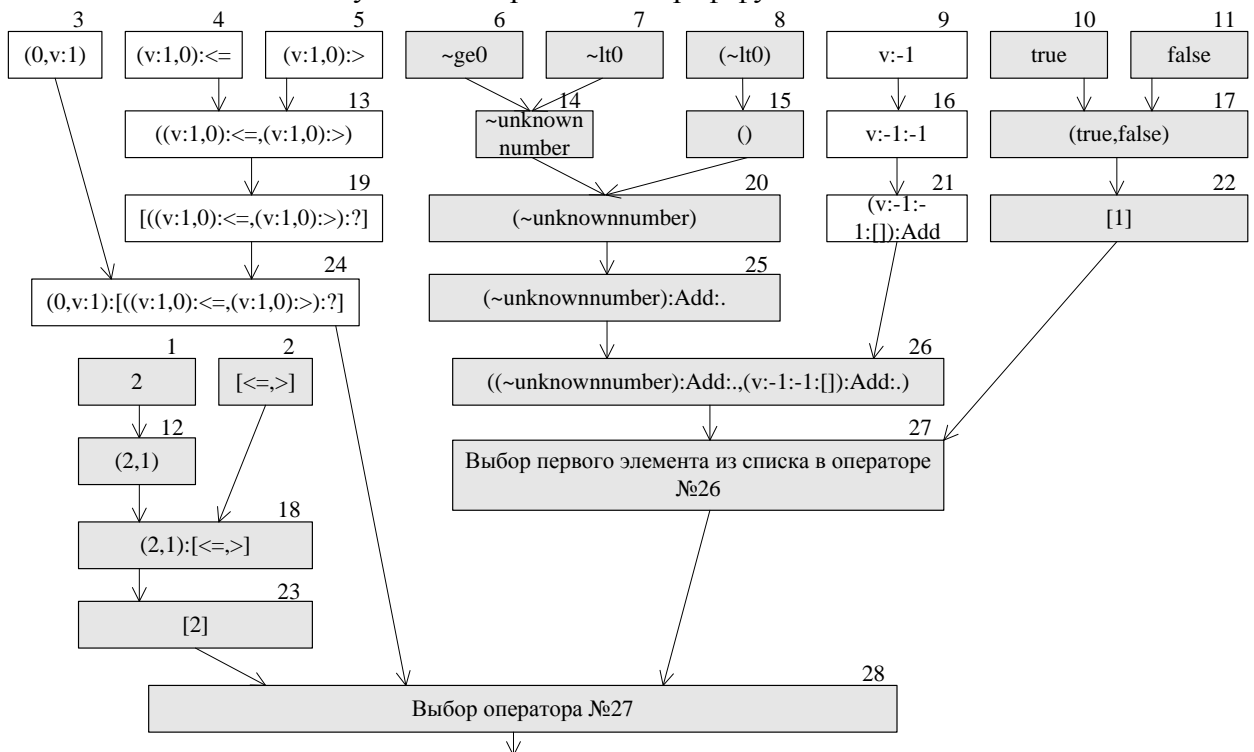 3 4 5 6 7 8 9 10 11
(0,v:1) (v:1,0):<= (v:1,0):> ~ge0 ~lt0 (~lt0) v:-1 true false
13 14 15 16 17
((v:1,0):<=,(v:1,0):>) ~unknown
number () v:-1:-1 (true,false)
19 20 21 22
[((v:1,0):<=,(v:1,0):>):?] (~unknownnumber) (v:-1:-
1:[]):Add [1]
24 25
(0,v:1):[((v:1,0):<=,(v:1,0):>):?] (~unknownnumber):Add:.
1 2 26
2 [<=,>] ((~unknownnumber):Add:.,(v:-1:-1:[]):Add:.)
12 27
(2,1) Выбор первого элемента из списка в операторе
№26
18
(2,1):[<=,>]
23
[2]
28
Выбор оператора №27